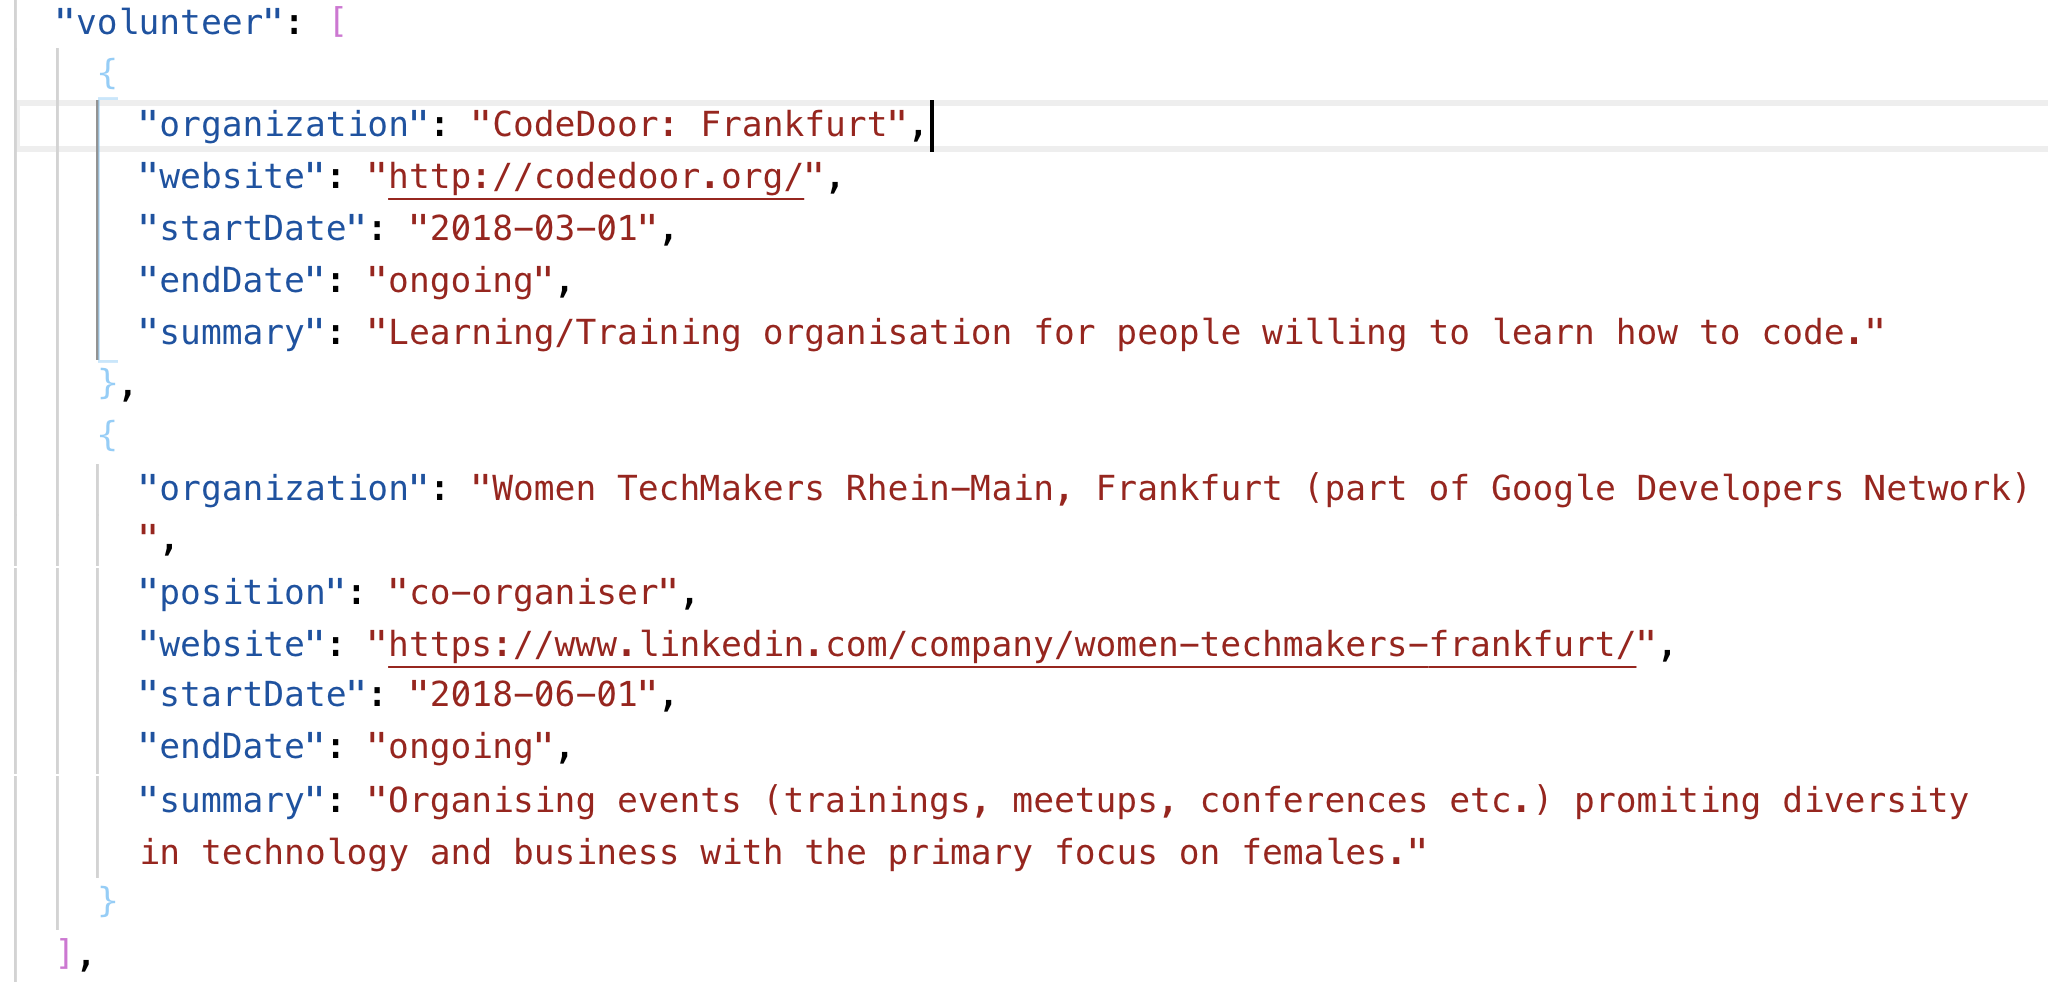 "volunteer": [
{
"organization": "CodeDoor: Frankfurt",
"website": "http://codedoor.org/",
"startDate": "2018-03-01",
"endDate": "ongoing",
"summary": "Learning/Training organisation for people willing to learn how to code."
},
{
"organization": "Women TechMakers Rhein-Main, Frankfurt (part of Google Developers Network)
",
"position": "co-organiser",
"website": "https://www.linkedin.com/company/women-techmakers-frankfurt/",
"startDate": "2018-06-01",
"endDate": "ongoing",
"summary": "Organising events (trainings, meetups, conferences etc.) promiting diversity
in technology and business with the primary focus on females."
}
],